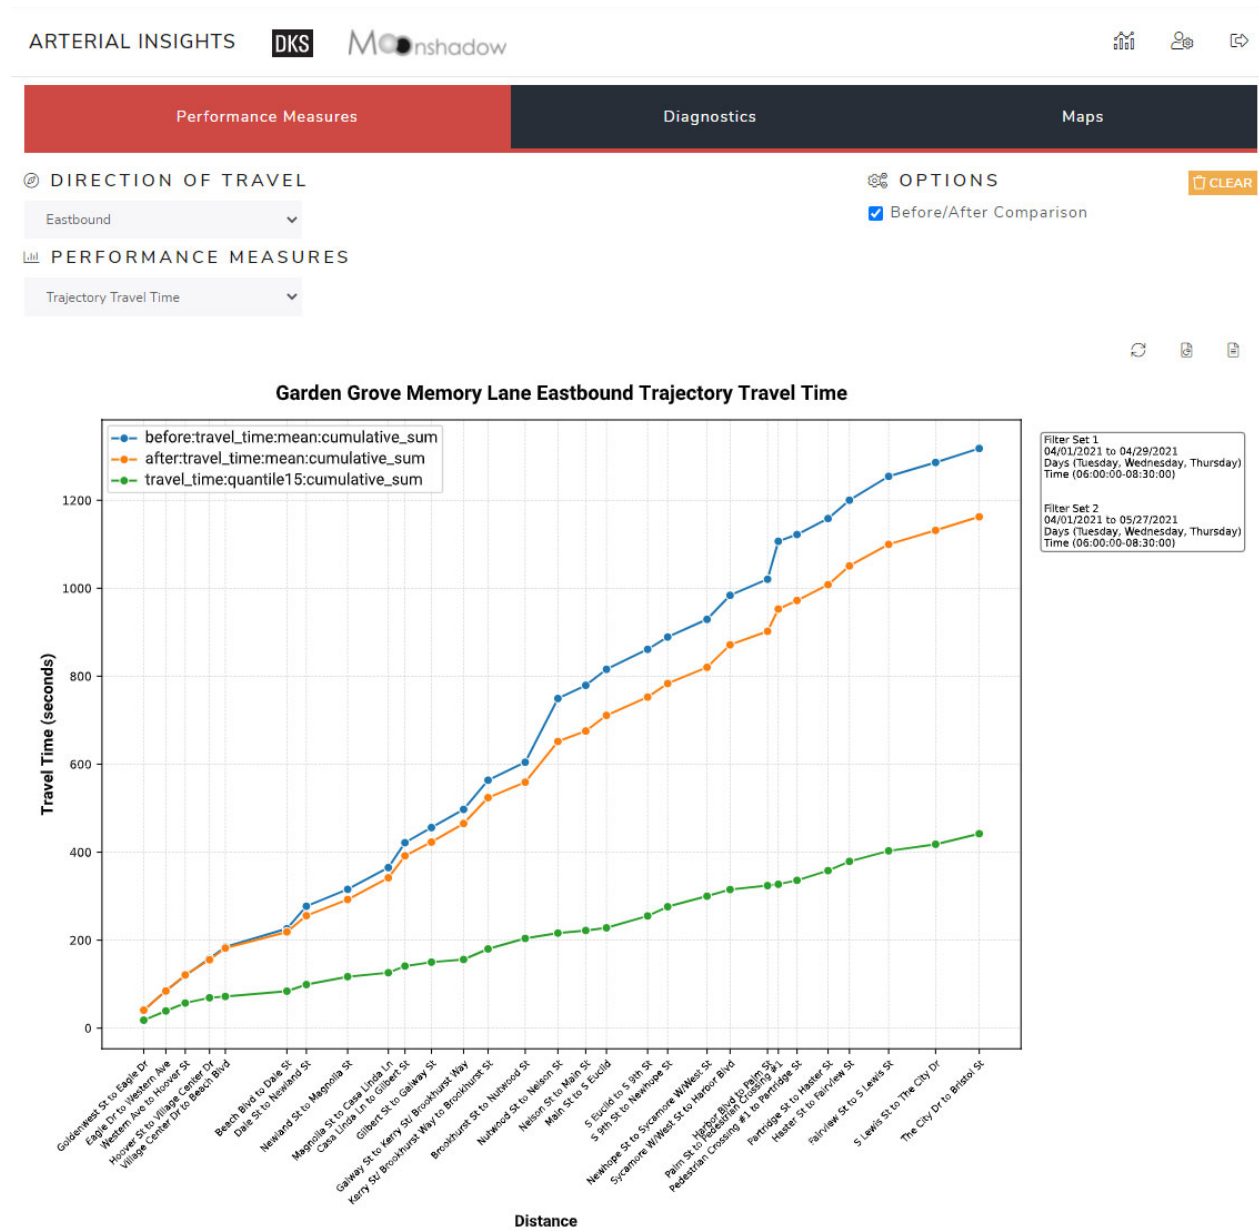 ARTERIAL INSIGHTS DKS Moonshadow
Performance Measures Diagnostics Maps
DIRECTION OF TRAVEL
Eastbound
OPTIONS
CLEAR
Before/After Comparison
PERFORMANCE MEASURES
Trajectory Travel Time
Garden Grove Memory Lane Eastbound Trajectory Travel Time
before:travel_time:mean:cumulative_sum
after:travel_time:mean:cumulative_sum
travel_time:quantile15:cumulative_sum
Filter Set 1
04/01/2021 to 04/29/2021
Days (Tuesday, Wednesday, Thursday)
Time (06:00:00-08:30:00)
Filter Set 2
04/01/2021 to 05/27/2021
Days (Tuesday, Wednesday, Thursday)
Time (06:00:00-08:30:00)
Travel Time (seconds)
1200
1000
800
600
400
200
0
Goldenwest St to Eagle Dr
Eagle Dr to Western Ave
Western Ave to Hoover St
Hoover St to Village Center Dr
Village Center Dr to Beach Blvd
Beach Blvd to Dale St
Dale St to Newland St
Newland St to Magnolia St
Magnolia St to Casa Linda Ln
Casa Linda Ln to Gilbert St
Gilbert St to Galway St
Galway St to Kerry St/ Brookhurst Way
Kerry St/ Brookhurst Way to Brookhurst St
Brookhurst St to Nutwood St
Nutwood St to Nelson St
Nelson St to Main St
Main St to S Euclid
S Euclid to S 9th St
S 9th St to Newhope St
Newhope St to Sycamore W/West St
Sycamore W/West St to Harbor Blvd
Harbor Blvd to Palm St
Palm St to Pedestrian Crossing #1
Pedestrian Crossing #1 to Partridge St
Partridge St to Haster St
Haster St to Fairview St
Fairview St to S Lewis St
S Lewis St to The City Dr
The City Dr to Bristol St
Distance